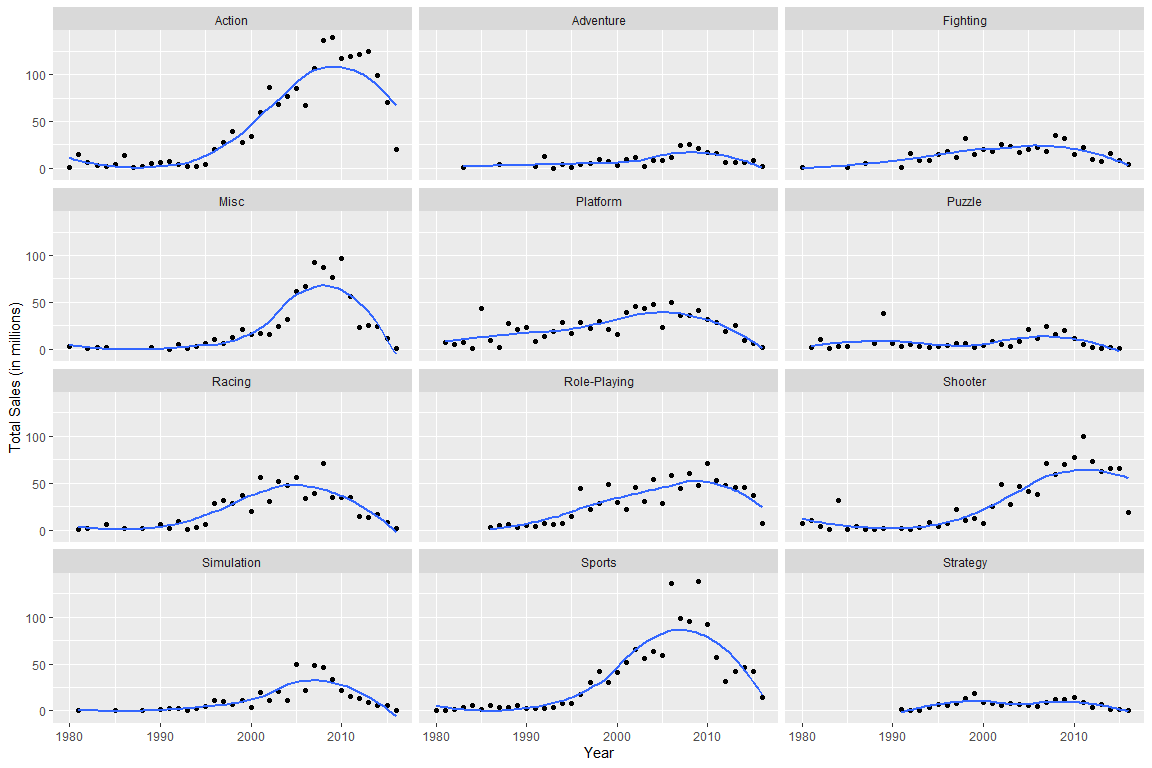 Action Adventure Fighting
100
50
0
Misc Platform Puzzle
100
50
0
Racing Role-Playing Shooter
100
50
0
Simulation Sports Strategy
100
50
0
1980 1990 2000 2010 1980 1990 2000 2010 1980 1990 2000 2010
Year
Total Sales (in millions)